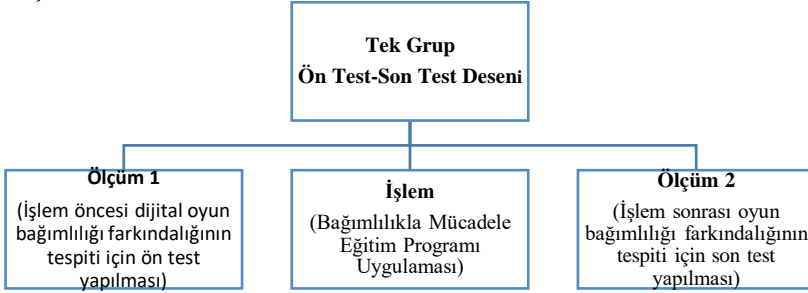 Tek Grup
Ön Test-Son Test Deseni
Ölçüm 1
(İşlem öncesi dijital oyun
bağımlılığı farkındalığının
tespiti için ön test
yapılması)
İşlem
(Bağımlılıkla Mücadele
Eğitim Programı
Uygulaması)
Ölçüm 2
(İşlem sonrası oyun
bağımlılığı farkındalığının
tespiti için son test
yapılması)